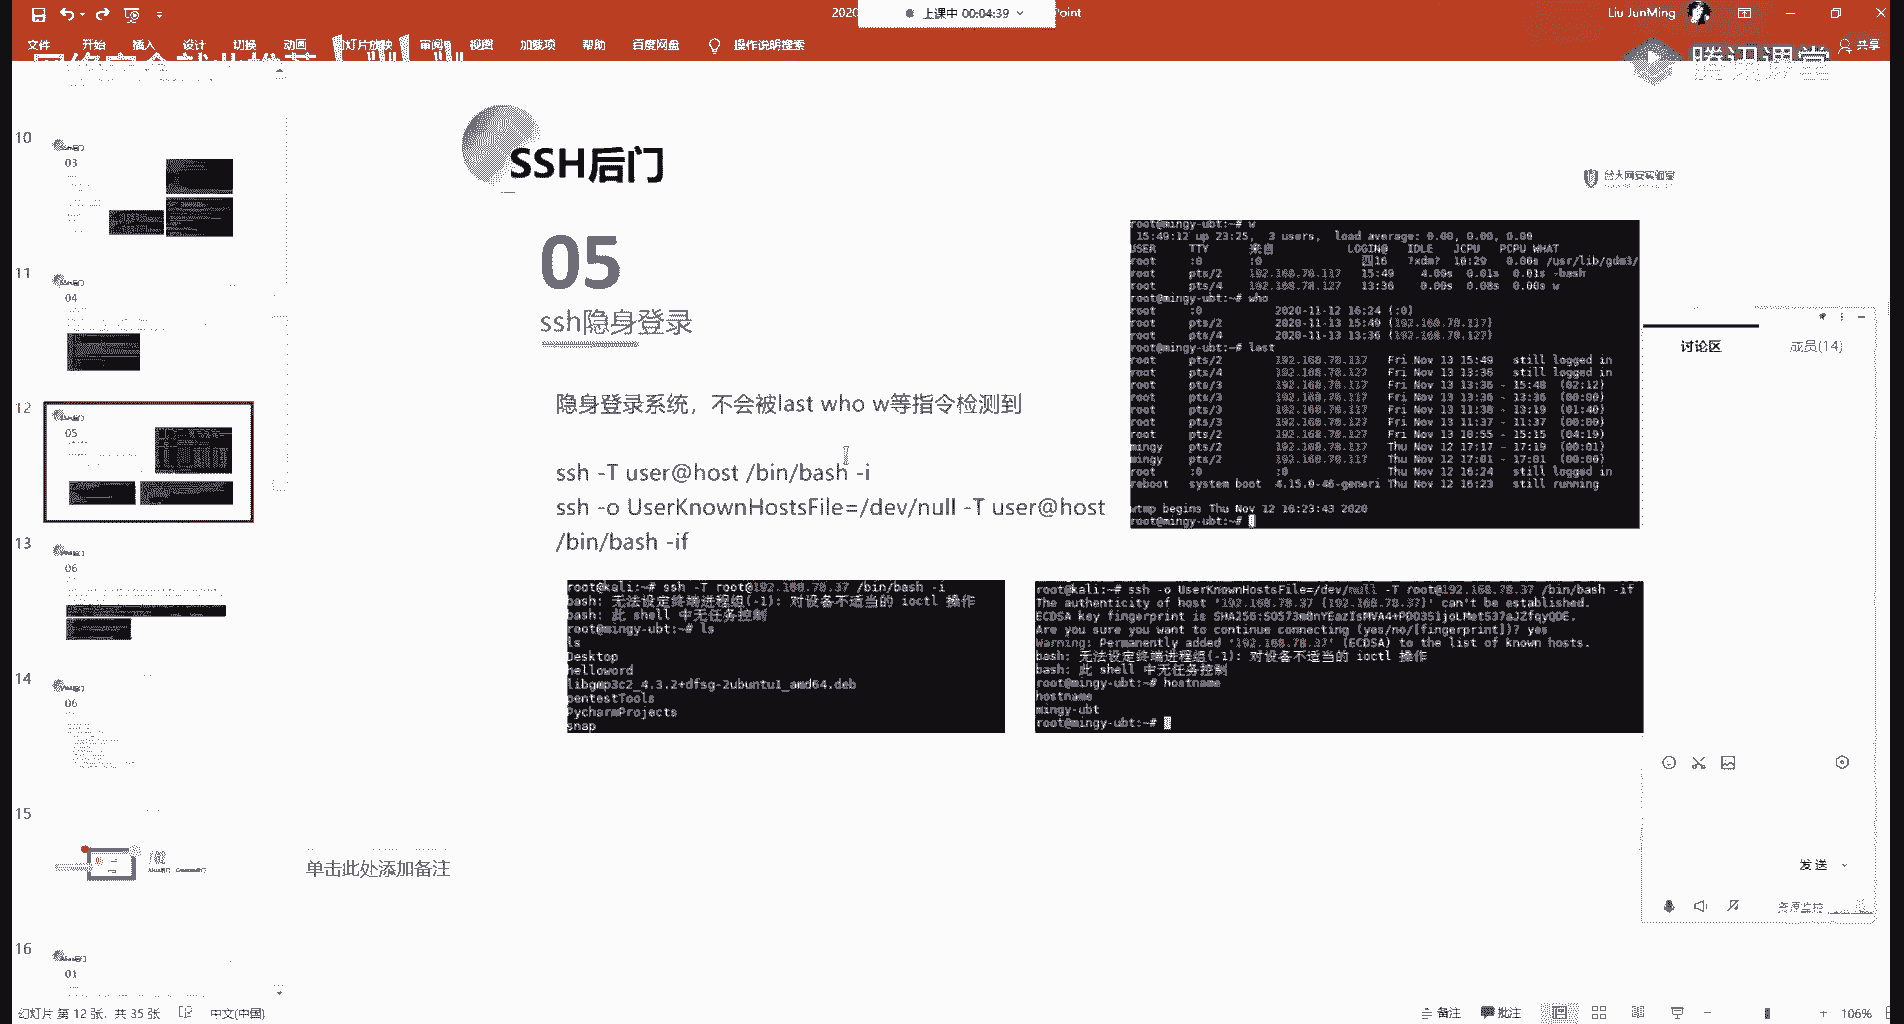 2020
上课中 00:04:39
Point
Liu JunMing
文件 开始 插入 设计 切换 动画 灯片放映 审阅 视图 加载项 帮助 百度网盘 操作说明搜索
共享
腾讯课堂
SSH后门
05
ssh隐身登录
隐身登录系统，不会被last who w等指令检测到
ssh -T user@host /bin/bash -i
ssh -o UserKnownHostsFile=/dev/null -T user@host
/bin/bash -if
root@mingy-ubt:~# w
15:49:12 up 23:25, 3 users, load average: 0.00, 0.00, 0.00
USER TTY 来自 LOGIN@ IDLE JCPU PCPU WHAT
root :0 :0 四16 ?xdm? 10:29 0.00s /usr/lib/gdm3/
root pts/2 192.168.78.117 15:49 4.00s 0.01s 0.01s -bash
root pts/4 192.168.78.127 13:36 0.00s 0.08s 0.00s w
root@mingy-ubt:~# who
root :0 2020-11-12 16:24 (:0)
root pts/2 2020-11-13 15:49 (192.168.78.117)
root pts/4 2020-11-13 13:36 (192.168.78.127)
root@mingy-ubt:~# last
root pts/2 192.168.78.117 Fri Nov 13 15:49 still logged in
root pts/4 192.168.78.127 Fri Nov 13 13:36 still logged in
root pts/3 192.168.78.117 Fri Nov 13 13:36 - 15:48 (02:12)
root pts/3 192.168.78.127 Fri Nov 13 13:36 - 13:36 (00:00)
root pts/3 192.168.78.127 Fri Nov 13 11:38 - 13:19 (01:40)
root pts/3 192.168.78.127 Fri Nov 13 11:37 - 11:37 (00:00)
root pts/2 192.168.78.127 Fri Nov 13 10:55 - 15:15 (04:19)
mingy pts/2 192.168.78.117 Thu Nov 12 17:17 - 17:19 (00:01)
mingy pts/2 192.168.78.117 Thu Nov 12 17:01 - 17:01 (00:00)
root :0 :0 Thu Nov 12 16:24 still logged in
reboot system boot 4.15.0-46-generi Thu Nov 12 16:23 still running
wtmp begins Thu Nov 12 16:23:43 2020
root@mingy-ubt:~#
root@kali:~# ssh -T root@192.168.78.37 /bin/bash -i
bash: 无法设定终端进程组(-1): 对设备不适当的 ioctl 操作
bash: 此 shell 中无任务控制
root@mingy-ubt:~# ls
ls
Desktop
helloword
libgmp3c2_4.3.2+dfsg-2ubuntu1_amd64.deb
pentestTools
PycharmProjects
snap
root@kali:~# ssh -o UserKnownHostsFile=/dev/null -T root@192.168.78.37 /bin/bash -if
The authenticity of host '192.168.78.37 (192.168.78.37)' can't be established.
ECDSA key fingerprint is
Are you sure you want to continue connecting (yes/no/[fingerprint])? yes
Warning: Permanently added '192.168.78.37' (ECDSA) to the list of known hosts.
bash: 无法设定终端进程组(-1): 对设备不适当的 ioctl 操作
bash: 此 shell 中无任务控制
root@mingy-ubt:~# hostname
hostname
mingy-ubt
root@mingy-ubt:~#
讨论区 成员(14)
发送
资源监控
10
03
11
04
12
05
13
06
14
06
15
16
01
单击此处添加备注
幻灯片 第 12 张，共 35 张 中文(中国)
备注 批注 106%